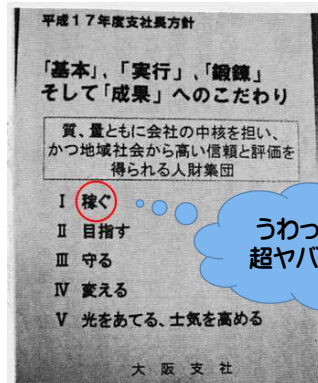 平成17年度支社長方針
「基本」、「実行」、「鍛錬」
そして「成果」へのこだわり
質、量ともに会社の中核を担い、
かつ地域社会から高い信頼と評価を
得られる人財集団
I 稼ぐ
II 目指す
III 守る
IV 変える
V 光をあてる、士気を高める
うわっ
超ヤバ
大阪支社